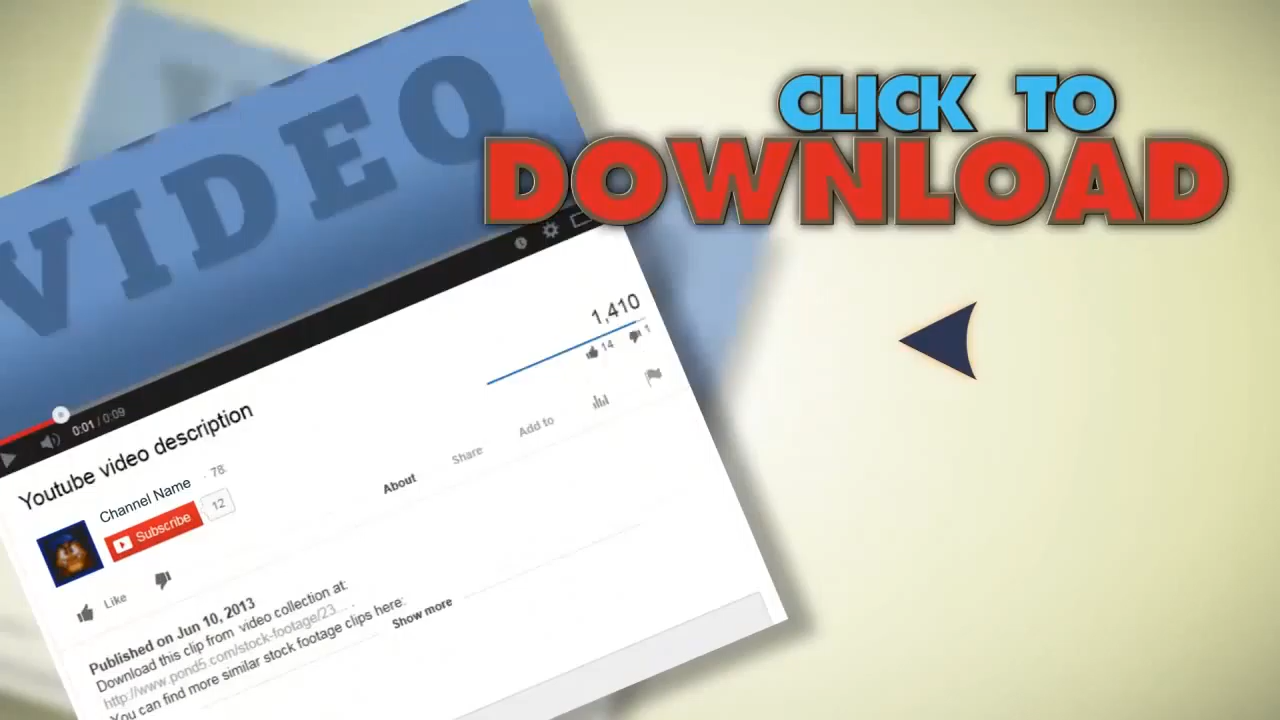 CLICK TO
DOWNLOAD
VIDEO
0:01 / 0:09
1,410
14
1
Youtube video description
Channel Name · 78
Subscribe 12
Like
About Share Add to
Published on Jun 10, 2013
Download this clip from video collection at:
http://www.pond5.com/stock-footage/23...
You can find more similar stock footage clips here:
Show more